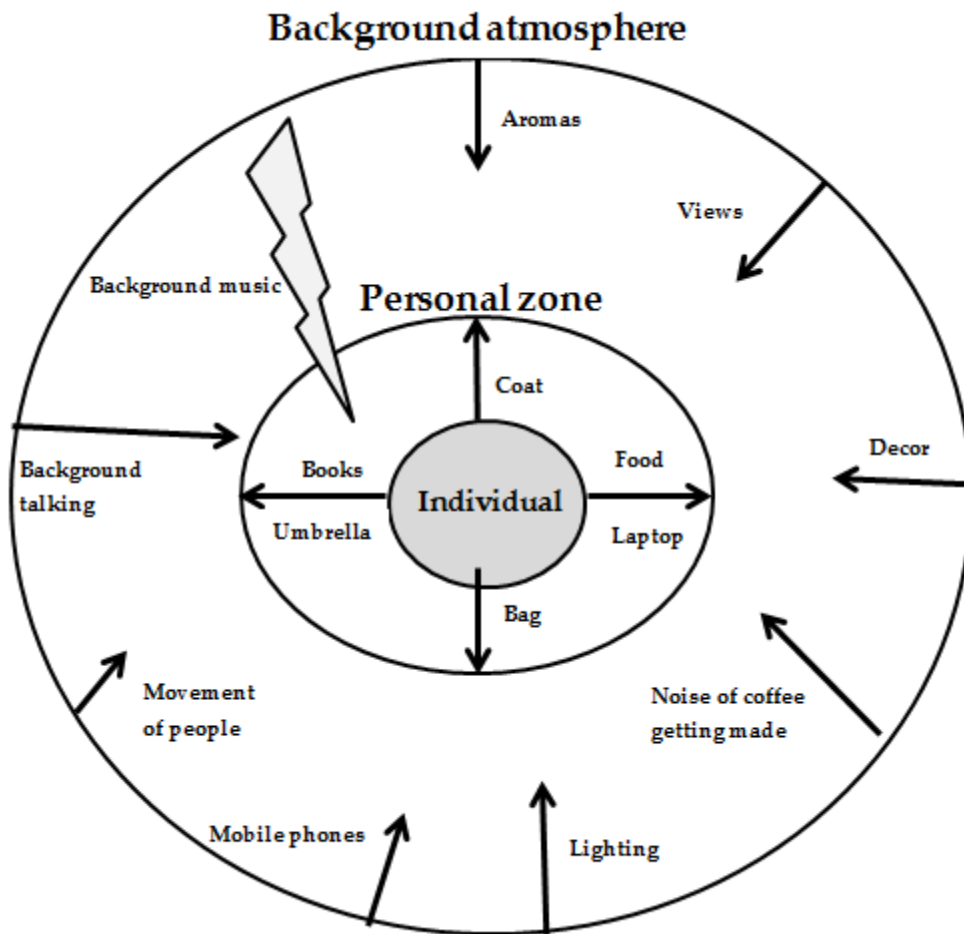 Background atmosphere
Aromas
Views
Background music
Personal zone
Coat
Decor
Background
talking
Books
Food
Individual
Umbrella
Laptop
Bag
Movement
of people
Noise of coffee
getting made
Mobile phones
Lighting